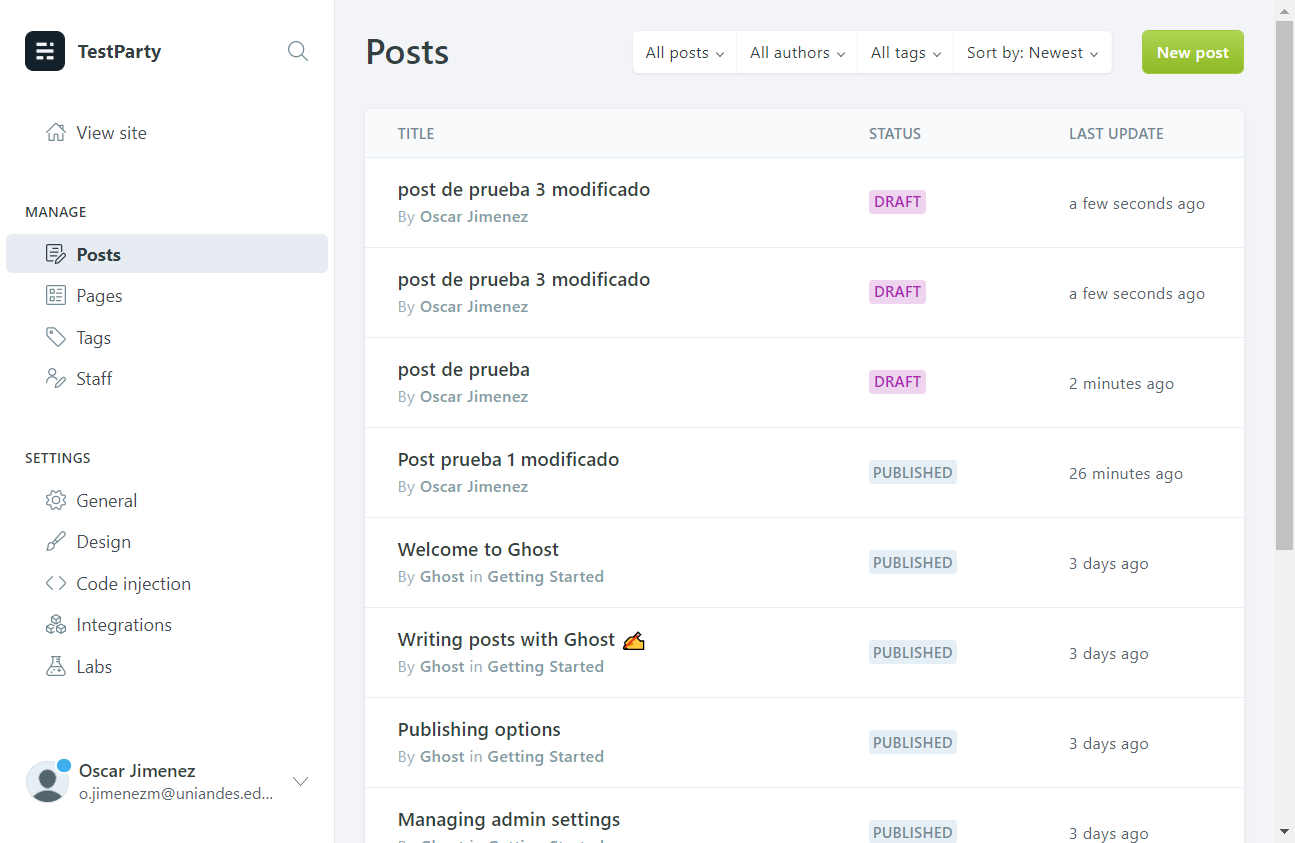 TestParty
View site
MANAGE
Posts
Pages
Tags
Staff
SETTINGS
General
Design
Code injection
Integrations
Labs
Oscar Jimenez
o.jimenezm@uniandes.ed...
Posts
All posts All authors All tags Sort by: Newest New post
TITLE STATUS LAST UPDATE
post de prueba 3 modificado
By Oscar Jimenez
DRAFT
a few seconds ago
post de prueba 3 modificado
By Oscar Jimenez
DRAFT
a few seconds ago
post de prueba
By Oscar Jimenez
DRAFT
2 minutes ago
Post prueba 1 modificado
By Oscar Jimenez
PUBLISHED
26 minutes ago
Welcome to Ghost
By Ghost in Getting Started
PUBLISHED
3 days ago
Writing posts with Ghost ✍️
By Ghost in Getting Started
PUBLISHED
3 days ago
Publishing options
By Ghost in Getting Started
PUBLISHED
3 days ago
Managing admin settings
PUBLISHED
3 days ago